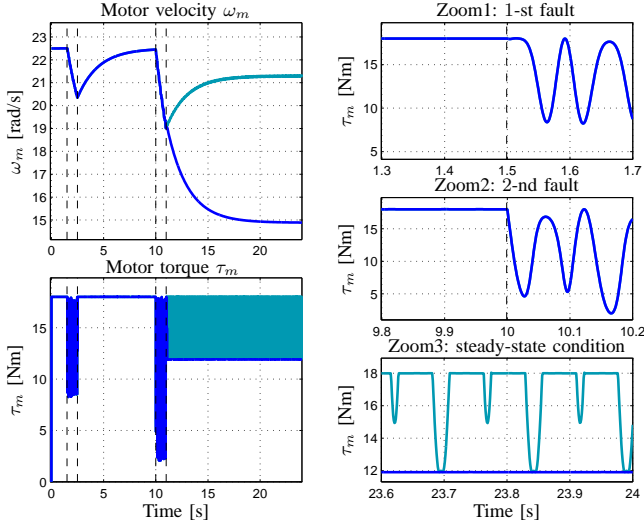 Motor velocity ω_m
23
22
21
20
19
18
17
16
15
0 5 10 15 20
ω_m [rad/s]
Motor torque τ_m
15
10
5
0
0 5 10 15 20
τ_m [Nm]
Time [s]
Zoom1: 1-st fault
15
10
5
1.3 1.4 1.5 1.6 1.7
τ_m [Nm]
Zoom2: 2-nd fault
15
10
5
9.8 9.9 10 10.1 10.2
τ_m [Nm]
Zoom3: steady-state condition
18
16
14
12
23.6 23.7 23.8 23.9 24
τ_m [Nm]
Time [s]